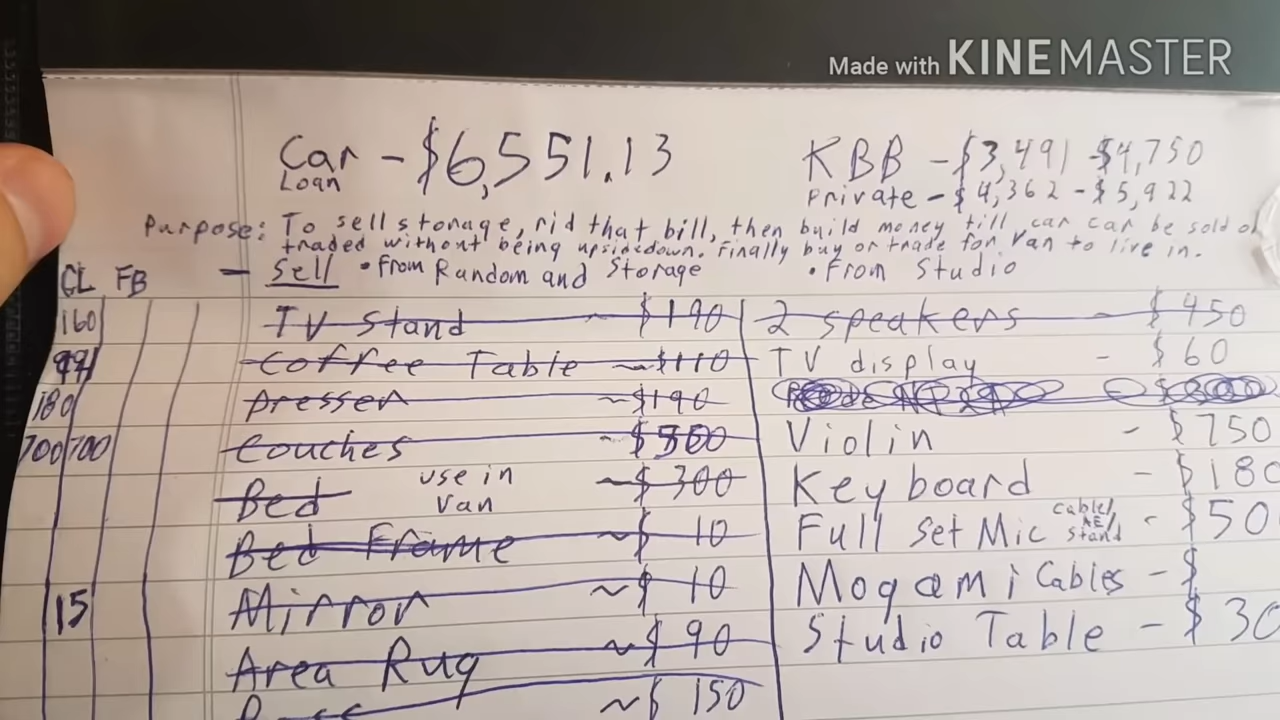 Made with KINEMASTER
Car - $6,551.13
Loan
KBB - $3,491 - $4,750
Private - $4,362 - $5,922
Purpose: To sell storage, rid that bill, then build money till car can be sold or
traded without being upsidedown. Finally buy or trade for van to live in.
CL FB - Sell • From Random and Storage
• From Studio
160 TV Stand ~ $190
2 speakers - $450
Coffee Table ~ $110
TV display - $60
180 Dresser ~ $190
700 700 Couches ~
Violin - $750
Bed use in Van ~ $300
Keyboard - $180
Bed Frame ~ $10
Full Set Mic cable/AE/stand - $50
15 Mirror ~ $10
Mogami Cables - $
Area Rug ~ $90
Studio Table - $30
~ $150